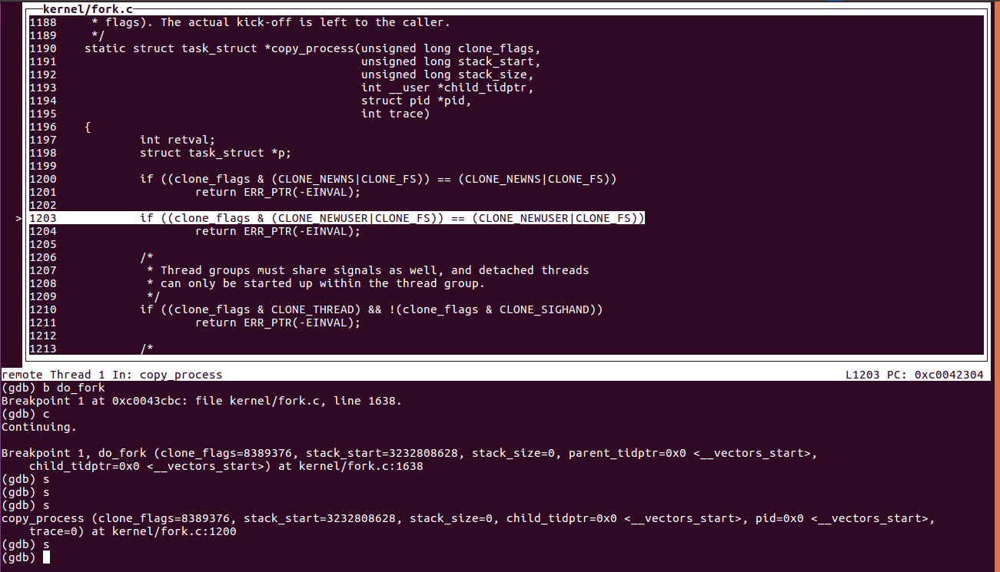 kernel/fork.c
1188 * flags). The actual kick-off is left to the caller.
1189 */
1190 static struct task_struct *copy_process(unsigned long clone_flags,
1191 unsigned long stack_start,
1192 unsigned long stack_size,
1193 int __user *child_tidptr,
1194 struct pid *pid,
1195 int trace)
1196 {
1197 int retval;
1198 struct task_struct *p;
1199
1200 if ((clone_flags & (CLONE_NEWNS|CLONE_FS)) == (CLONE_NEWNS|CLONE_FS))
1201 return ERR_PTR(-EINVAL);
1202
> 1203 if ((clone_flags & (CLONE_NEWUSER|CLONE_FS)) == (CLONE_NEWUSER|CLONE_FS))
1204 return ERR_PTR(-EINVAL);
1205
1206 /*
1207 * Thread groups must share signals as well, and detached threads
1208 * can only be started up within the thread group.
1209 */
1210 if ((clone_flags & CLONE_THREAD) && !(clone_flags & CLONE_SIGHAND))
1211 return ERR_PTR(-EINVAL);
1212
1213 /*
remote Thread 1 In: copy_process L1203 PC: 0xc0042304
(gdb) b do_fork
Breakpoint 1 at 0xc0043cbc: file kernel/fork.c, line 1638.
(gdb) c
Continuing.
Breakpoint 1, do_fork (clone_flags=8389376, stack_start=3232808628, stack_size=0, parent_tidptr=0x0 <__vectors_start>,
child_tidptr=0x0 <__vectors_start>) at kernel/fork.c:1638
(gdb) s
(gdb) s
(gdb) s
copy_process (clone_flags=8389376, stack_start=3232808628, stack_size=0, child_tidptr=0x0 <__vectors_start>, pid=0x0 <__vectors_start>,
trace=0) at kernel/fork.c:1200
(gdb) s
(gdb)